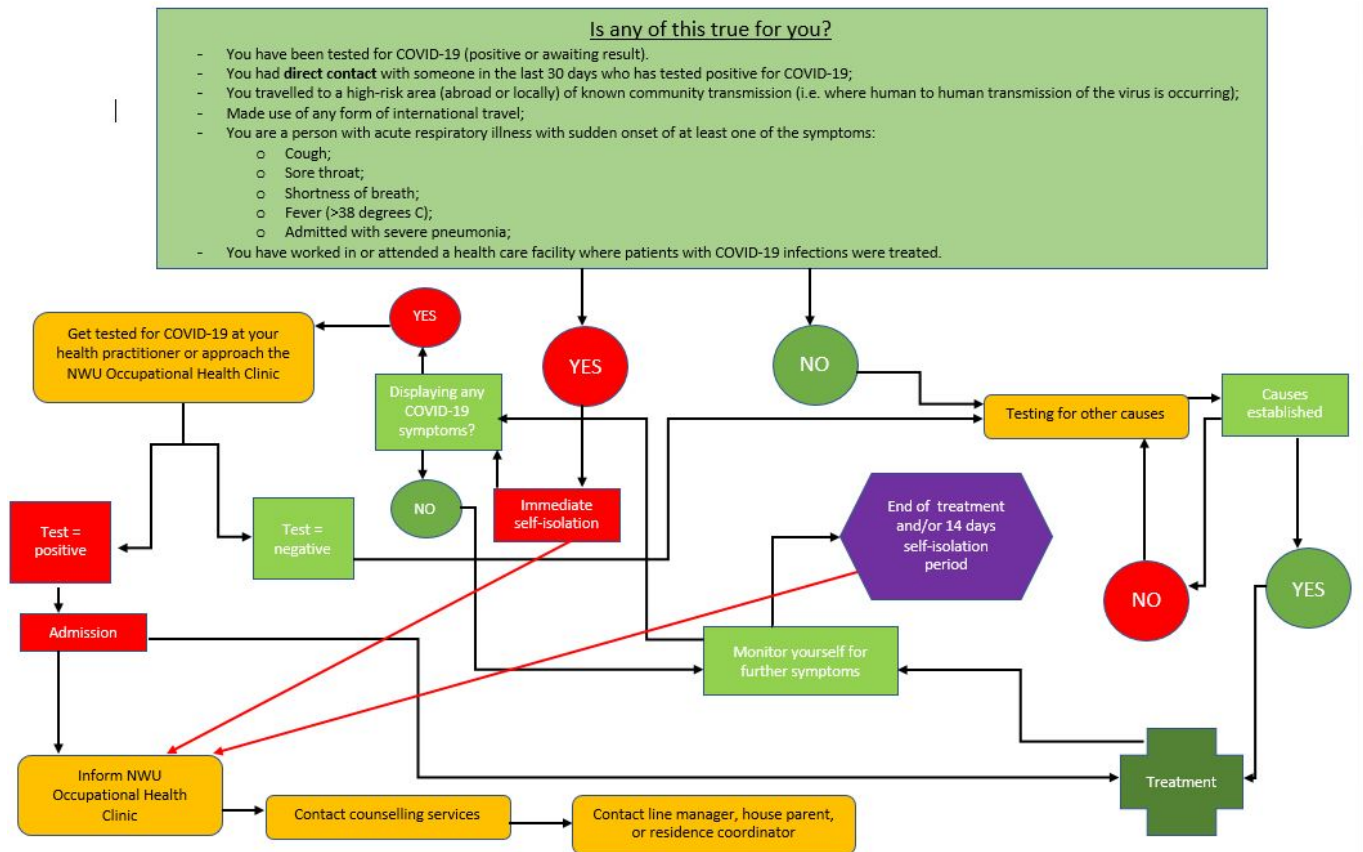 Is any of this true for you?
- You have been tested for COVID-19 (positive or awaiting result).
- You had direct contact with someone in the last 30 days who has tested positive for COVID-19;
- You travelled to a high-risk area (abroad or locally) of known community transmission (i.e. where human to human transmission of the virus is occurring);
- Made use of any form of international travel;
- You are a person with acute respiratory illness with sudden onset of at least one of the symptoms:
o Cough;
o Sore throat;
o Shortness of breath;
o Fever (>38 degrees C);
o Admitted with severe pneumonia;
- You have worked in or attended a health care facility where patients with COVID-19 infections were treated.
Get tested for COVID-19 at your
health practitioner or approach the
NWU Occupational Health Clinic
YES
YES
NO
Displaying any
COVID-19
symptoms?
Testing for other causes
Causes
established
NO
Immediate
self-isolation
End of treatment
and/or 14 days
self-isolation
period
Test =
positive
Test =
negative
NO
YES
Admission
Monitor yourself for
further symptoms
Treatment
Inform NWU
Occupational Health
Clinic
Contact counselling services
Contact line manager, house parent,
or residence coordinator